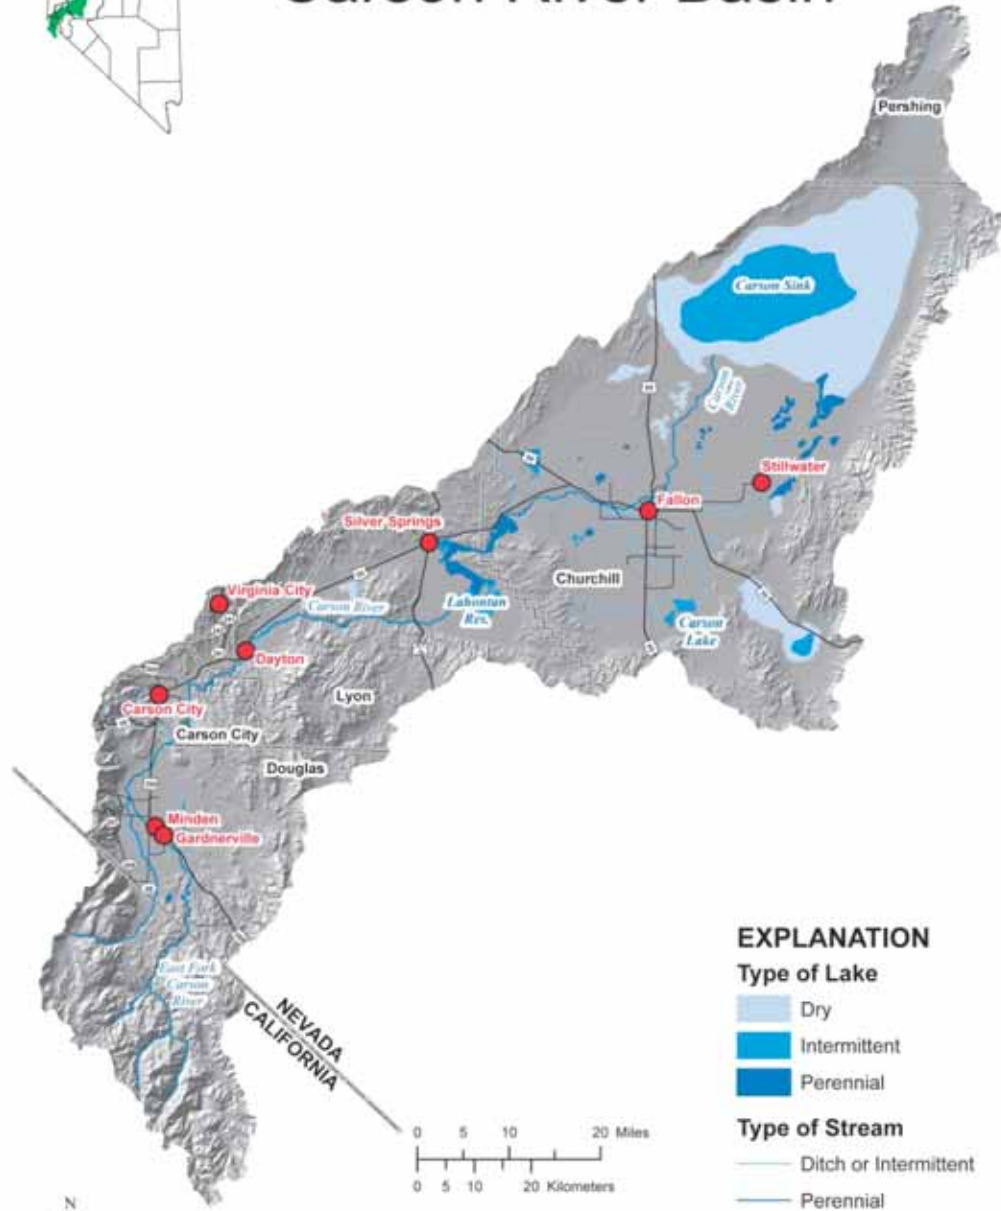 Carson River Basin
Pershing
Carson Sink
Carson
River
Stillwater
Fallon
Silver Springs
Churchill
Virginia City
Carson River
Lahontan
Res.
Carson
Lake
Dayton
Lyon
Carson City
Carson City
Douglas
Minden
Gardnerville
East Fork
Carson
River
NEVADA
CALIFORNIA
EXPLANATION
Type of Lake
Dry
Intermittent
Perennial
Type of Stream
Ditch or Intermittent
Perennial
0 5 10 20 Miles
0 5 10 20 Kilometers
N